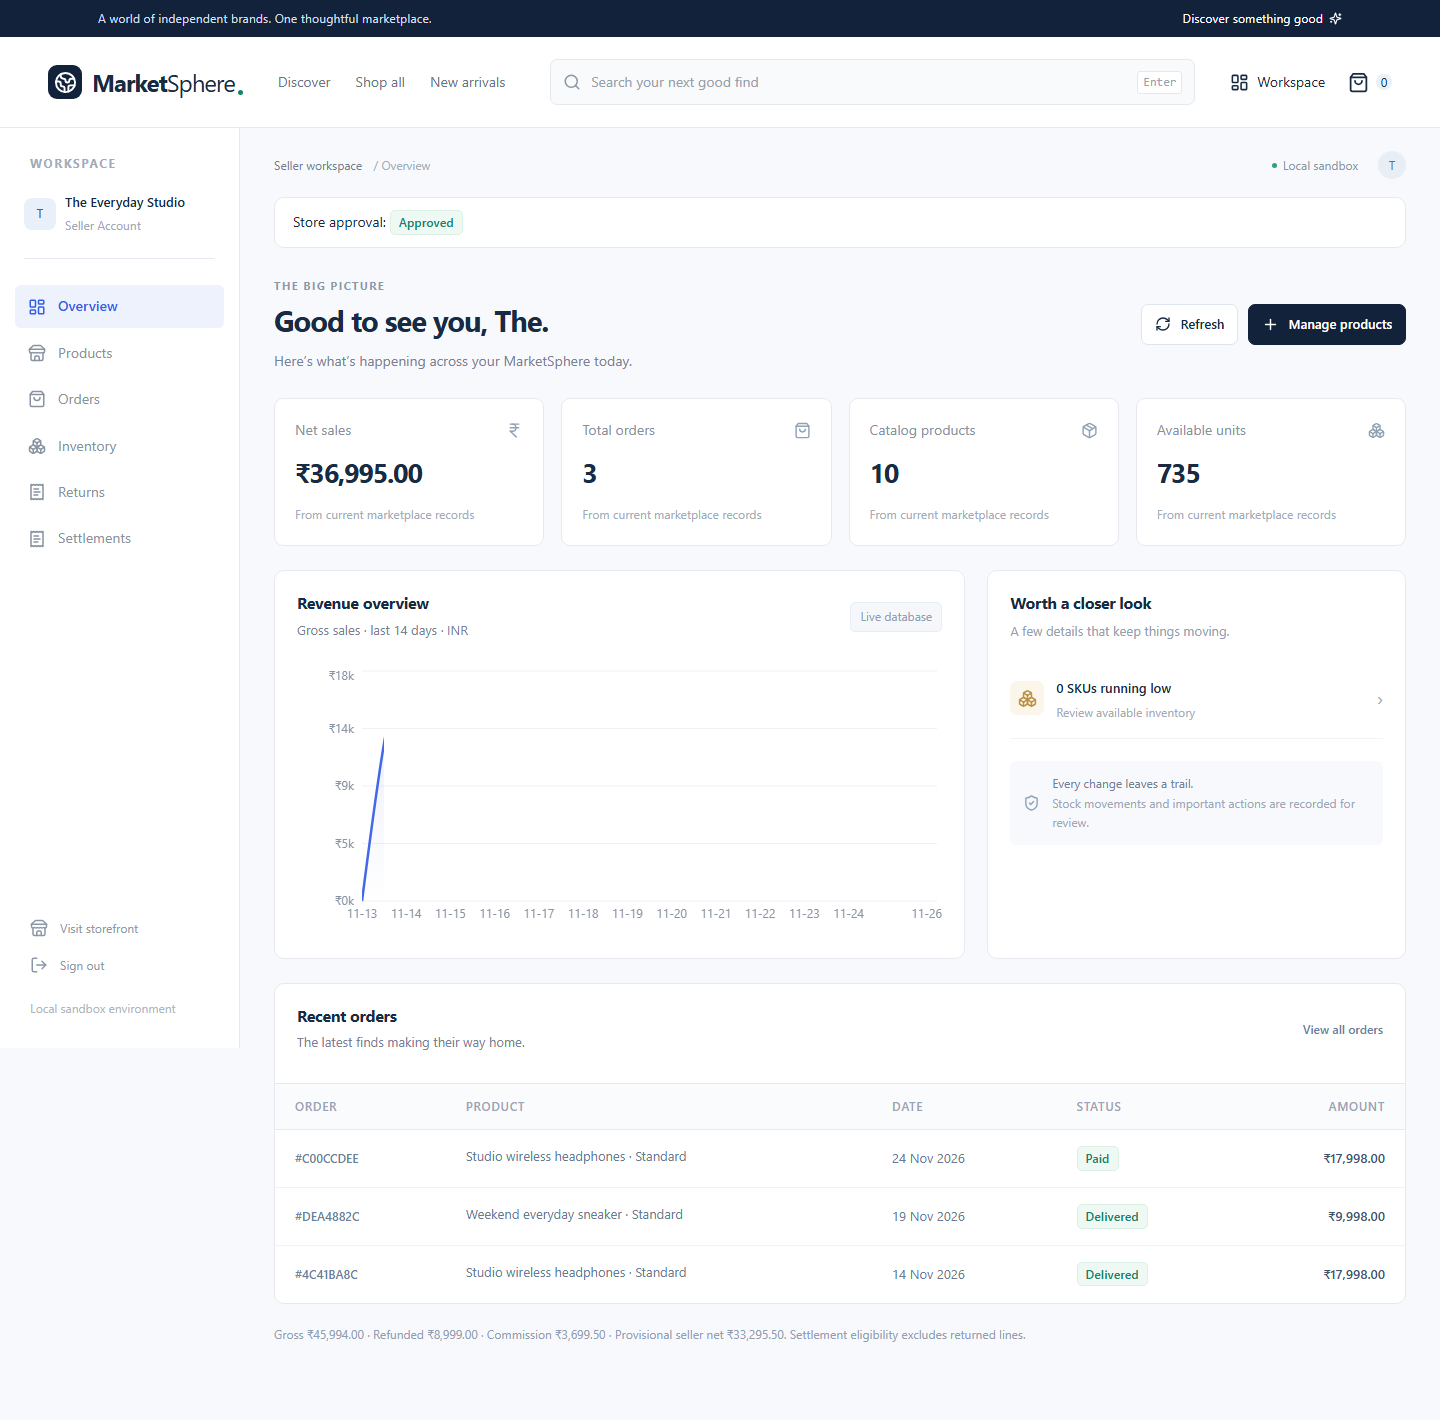 A world of independent brands. One thoughtful marketplace.
Discover something good
MarketSphere.
Discover
Shop all
New arrivals
Search your next good find
Enter
Workspace
0
WORKSPACE
T
The Everyday Studio
Seller Account
Overview
Products
Orders
Inventory
Returns
Settlements
Visit storefront
Sign out
Local sandbox environment
Seller workspace / Overview
Local sandbox
T
Store approval: Approved
THE BIG PICTURE
Good to see you, The.
Here's what's happening across your MarketSphere today.
Refresh
Manage products
Net sales
₹36,995.00
From current marketplace records
Total orders
3
From current marketplace records
Catalog products
10
From current marketplace records
Available units
735
From current marketplace records
Revenue overview
Gross sales · last 14 days · INR
Live database
₹18k
₹14k
₹9k
₹5k
₹0k
11-13 11-14 11-15 11-16 11-17 11-18 11-19 11-20 11-21 11-22 11-23 11-24 11-26
Worth a closer look
A few details that keep things moving.
0 SKUs running low
Review available inventory
Every change leaves a trail.
Stock movements and important actions are recorded for
review.
Recent orders
The latest finds making their way home.
View all orders
ORDER PRODUCT DATE STATUS AMOUNT
#C00CCDEE Studio wireless headphones · Standard 24 Nov 2026 Paid ₹17,998.00
#DEA4882C Weekend everyday sneaker · Standard 19 Nov 2026 Delivered ₹9,998.00
#4C41BA8C Studio wireless headphones · Standard 14 Nov 2026 Delivered ₹17,998.00
Gross ₹45,994.00 · Refunded ₹8,999.00 · Commission ₹3,699.50 · Provisional seller net ₹33,295.50. Settlement eligibility excludes returned lines.